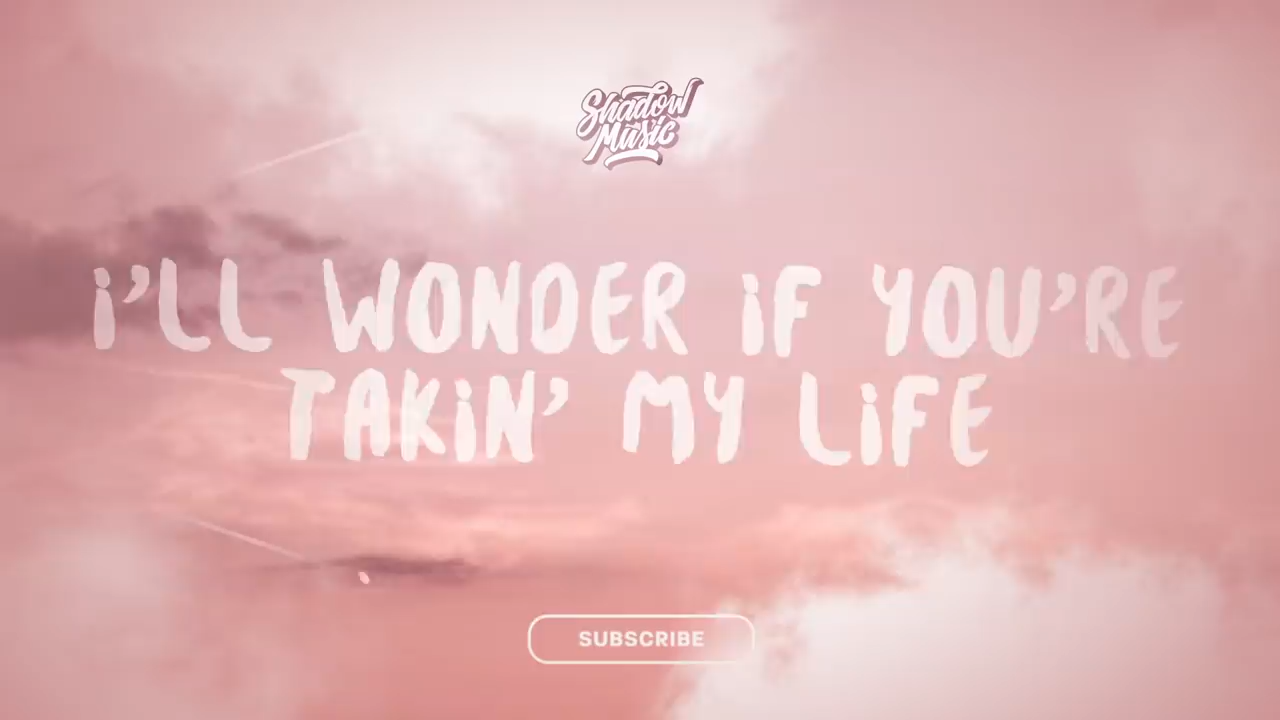 Shadow
Music
i'LL WONDER iF YOU'RE
TAKiN' MY LiFE
SUBSCRIBE